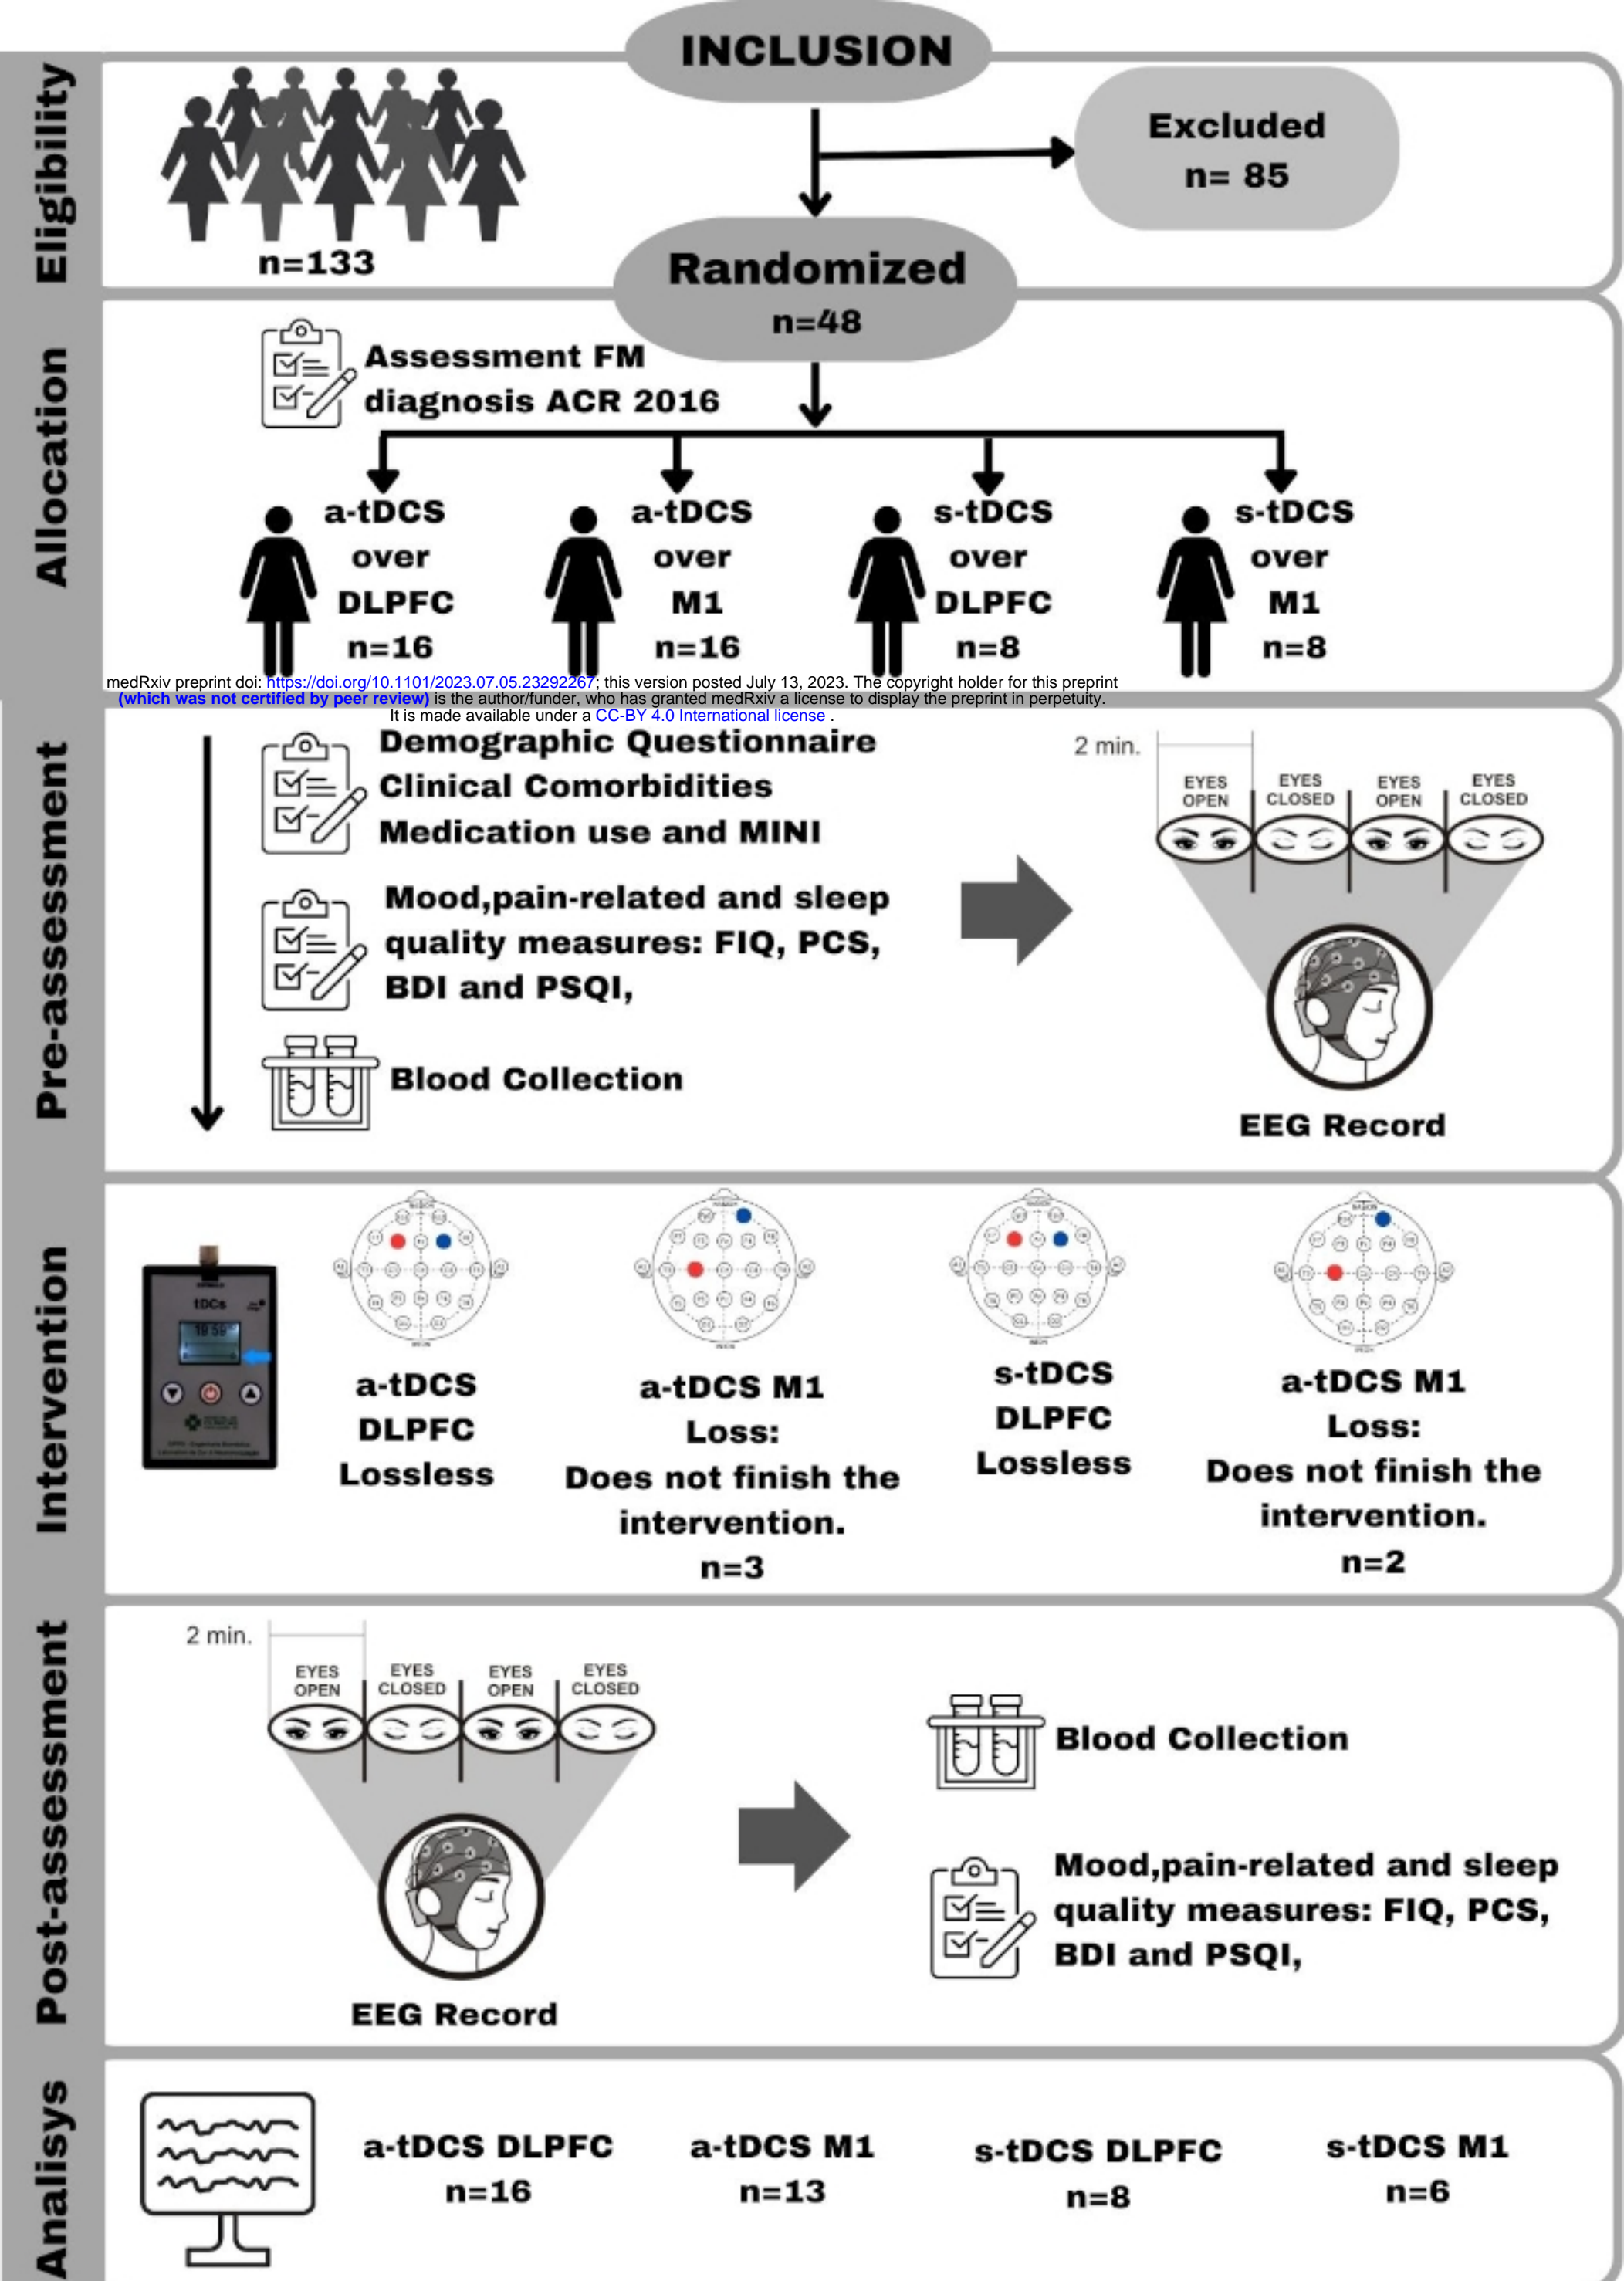 INCLUSION
Eligibility
Excluded
n= 85
n=133
Randomized
n=48
Allocation
Assessment FM
diagnosis ACR 2016
a-tDCS
over
DLPFC
n=16
a-tDCS
over
M1
n=16
s-tDCS
over
DLPFC
n=8
s-tDCS
over
M1
n=8
medRxiv preprint doi: https://doi.org/10.1101/2023.07.05.23292267; this version posted July 13, 2023. The copyright holder for this preprint
(which was not certified by peer review) is the author/funder, who has granted medRxiv a license to display the preprint in perpetuity.
It is made available under a CC-BY 4.0 International license .
Pre-assessment
Demographic Questionnaire
Clinical Comorbidities
Medication use and MINI
Mood,pain-related and sleep
quality measures: FIQ, PCS,
BDI and PSQI,
Blood Collection
2 min.
EYES
OPEN
EYES
CLOSED
EYES
OPEN
EYES
CLOSED
EEG Record
Intervention
tDCs
a-tDCS
DLPFC
Lossless
a-tDCS M1
Loss:
Does not finish the
intervention.
n=3
s-tDCS
DLPFC
Lossless
a-tDCS M1
Loss:
Does not finish the
intervention.
n=2
Post-assessment
2 min.
EYES
OPEN
EYES
CLOSED
EYES
OPEN
EYES
CLOSED
EEG Record
Blood Collection
Mood,pain-related and sleep
quality measures: FIQ, PCS,
BDI and PSQI,
Analisys
a-tDCS DLPFC
n=16
a-tDCS M1
n=13
s-tDCS DLPFC
n=8
s-tDCS M1
n=6